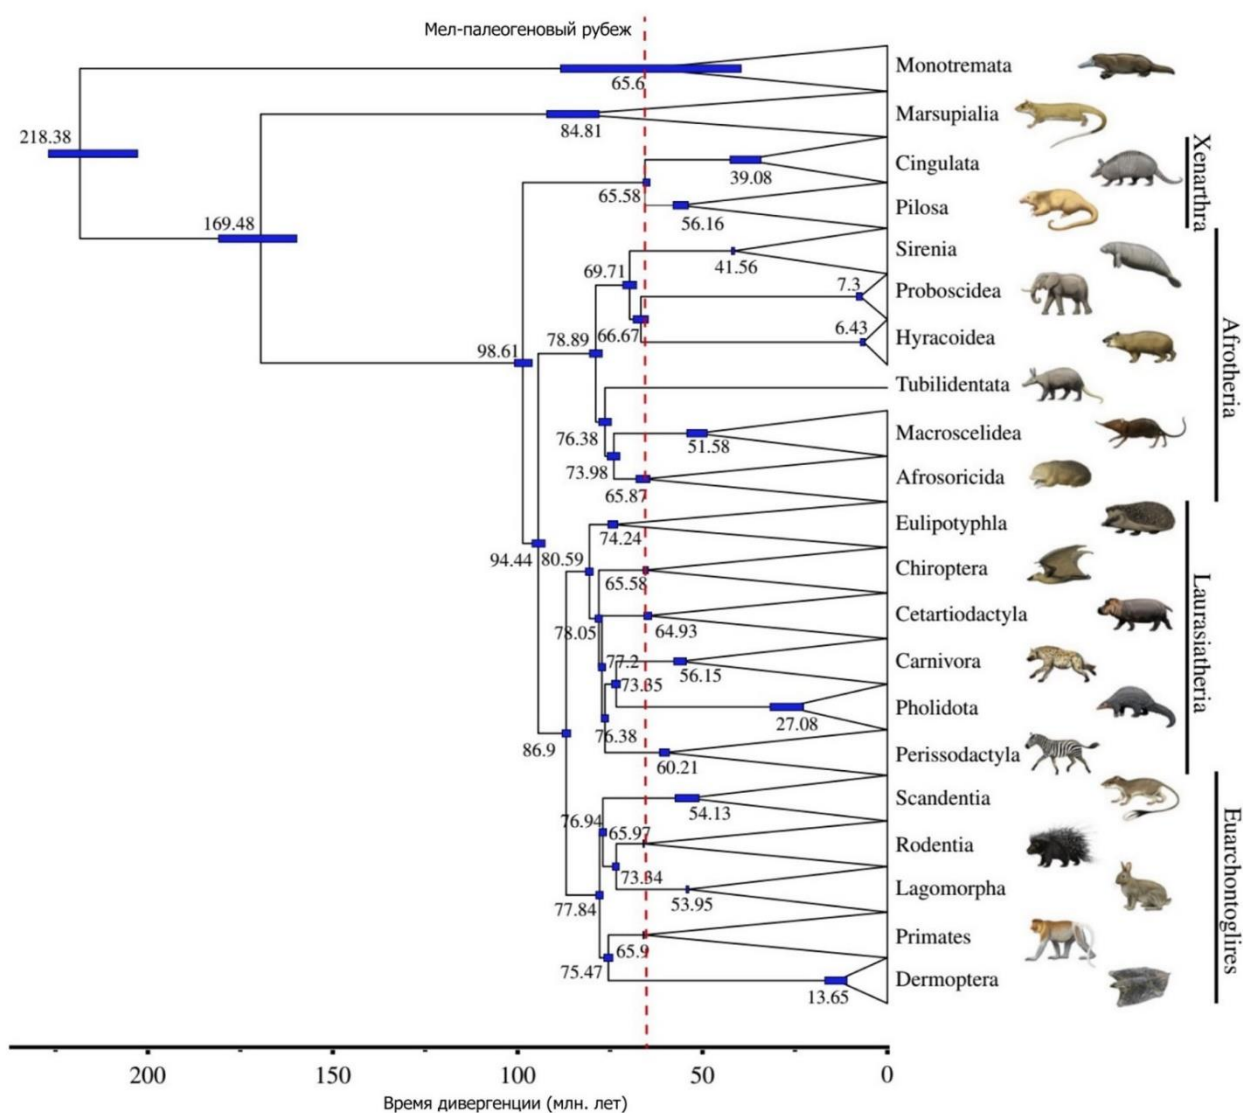 Мел-палеогеновый рубеж
Monotremata
65.6
Marsupialia
84.81
218.38
Cingulata
39.08
Xenarthra
65.58
Pilosa
56.16
169.48
Sirenia
41.56
69.71
Proboscidea
7.3
66.67
Hyracoidea
6.43
78.89
98.61
Afrotheria
Tubilidentata
Macroscelidea
51.58
76.38
73.98
Afrosoricida
65.87
Eulipotyphla
74.24
94.44
80.59
Chiroptera
65.58
Cetartiodactyla
64.93
78.05
Laurasiatheria
77.2
Carnivora
56.15
73.35
Pholidota
27.08
76.38
86.9
Perissodactyla
60.21
Scandentia
54.13
76.94
65.97
Rodentia
73.34
Lagomorpha
53.95
77.84
Euarchontoglires
Primates
65.9
75.47
Dermoptera
13.65
200
150
100
50
0
Время дивергенции (млн. лет)